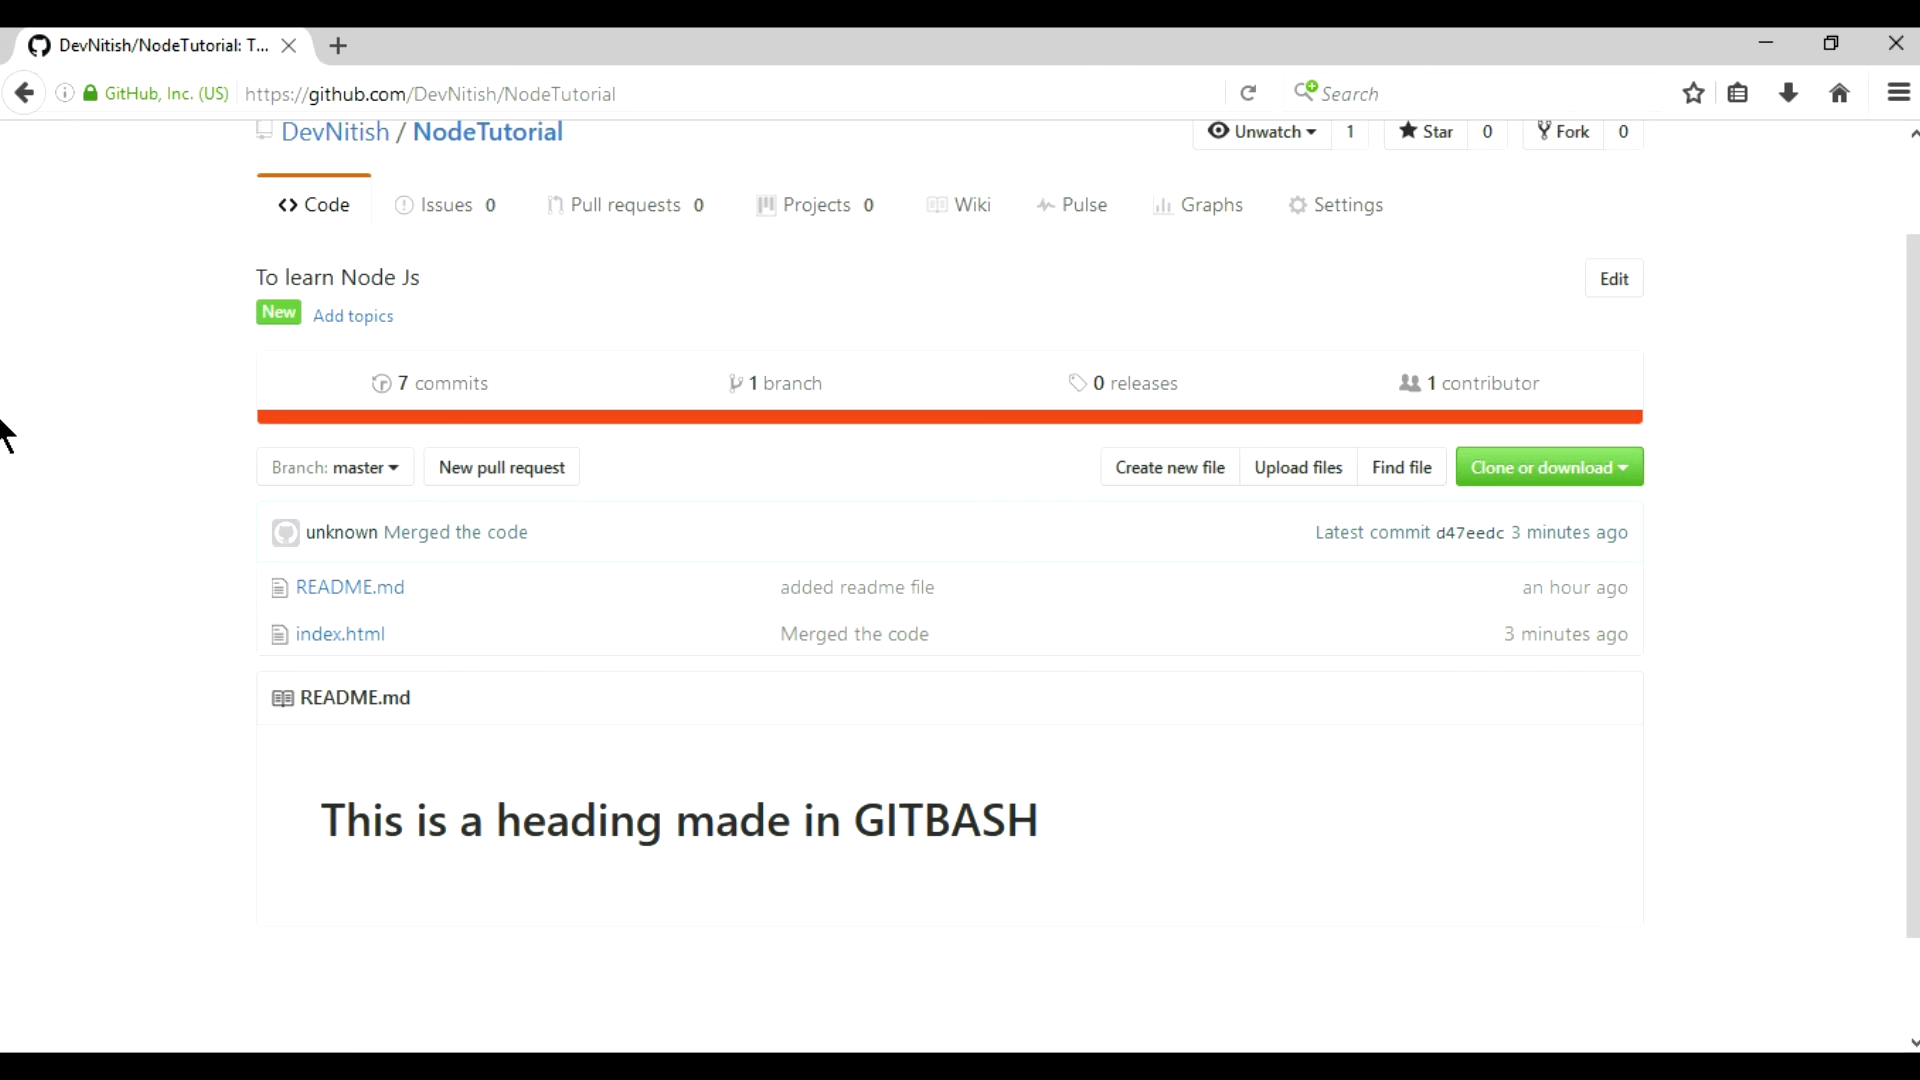 DevNitish/NodeTutorial: T...
GitHub, Inc. (US) https://github.com/DevNitish/NodeTutorial Search
DevNitish / NodeTutorial Unwatch 1 Star 0 Fork 0
Code Issues 0 Pull requests 0 Projects 0 Wiki Pulse Graphs Settings
To learn Node Js Edit
New Add topics
7 commits 1 branch 0 releases 1 contributor
Branch: master New pull request Create new file Upload files Find file Clone or download
unknown Merged the code Latest commit d47eedc 3 minutes ago
README.md added readme file an hour ago
index.html Merged the code 3 minutes ago
README.md
This is a heading made in GITBASH